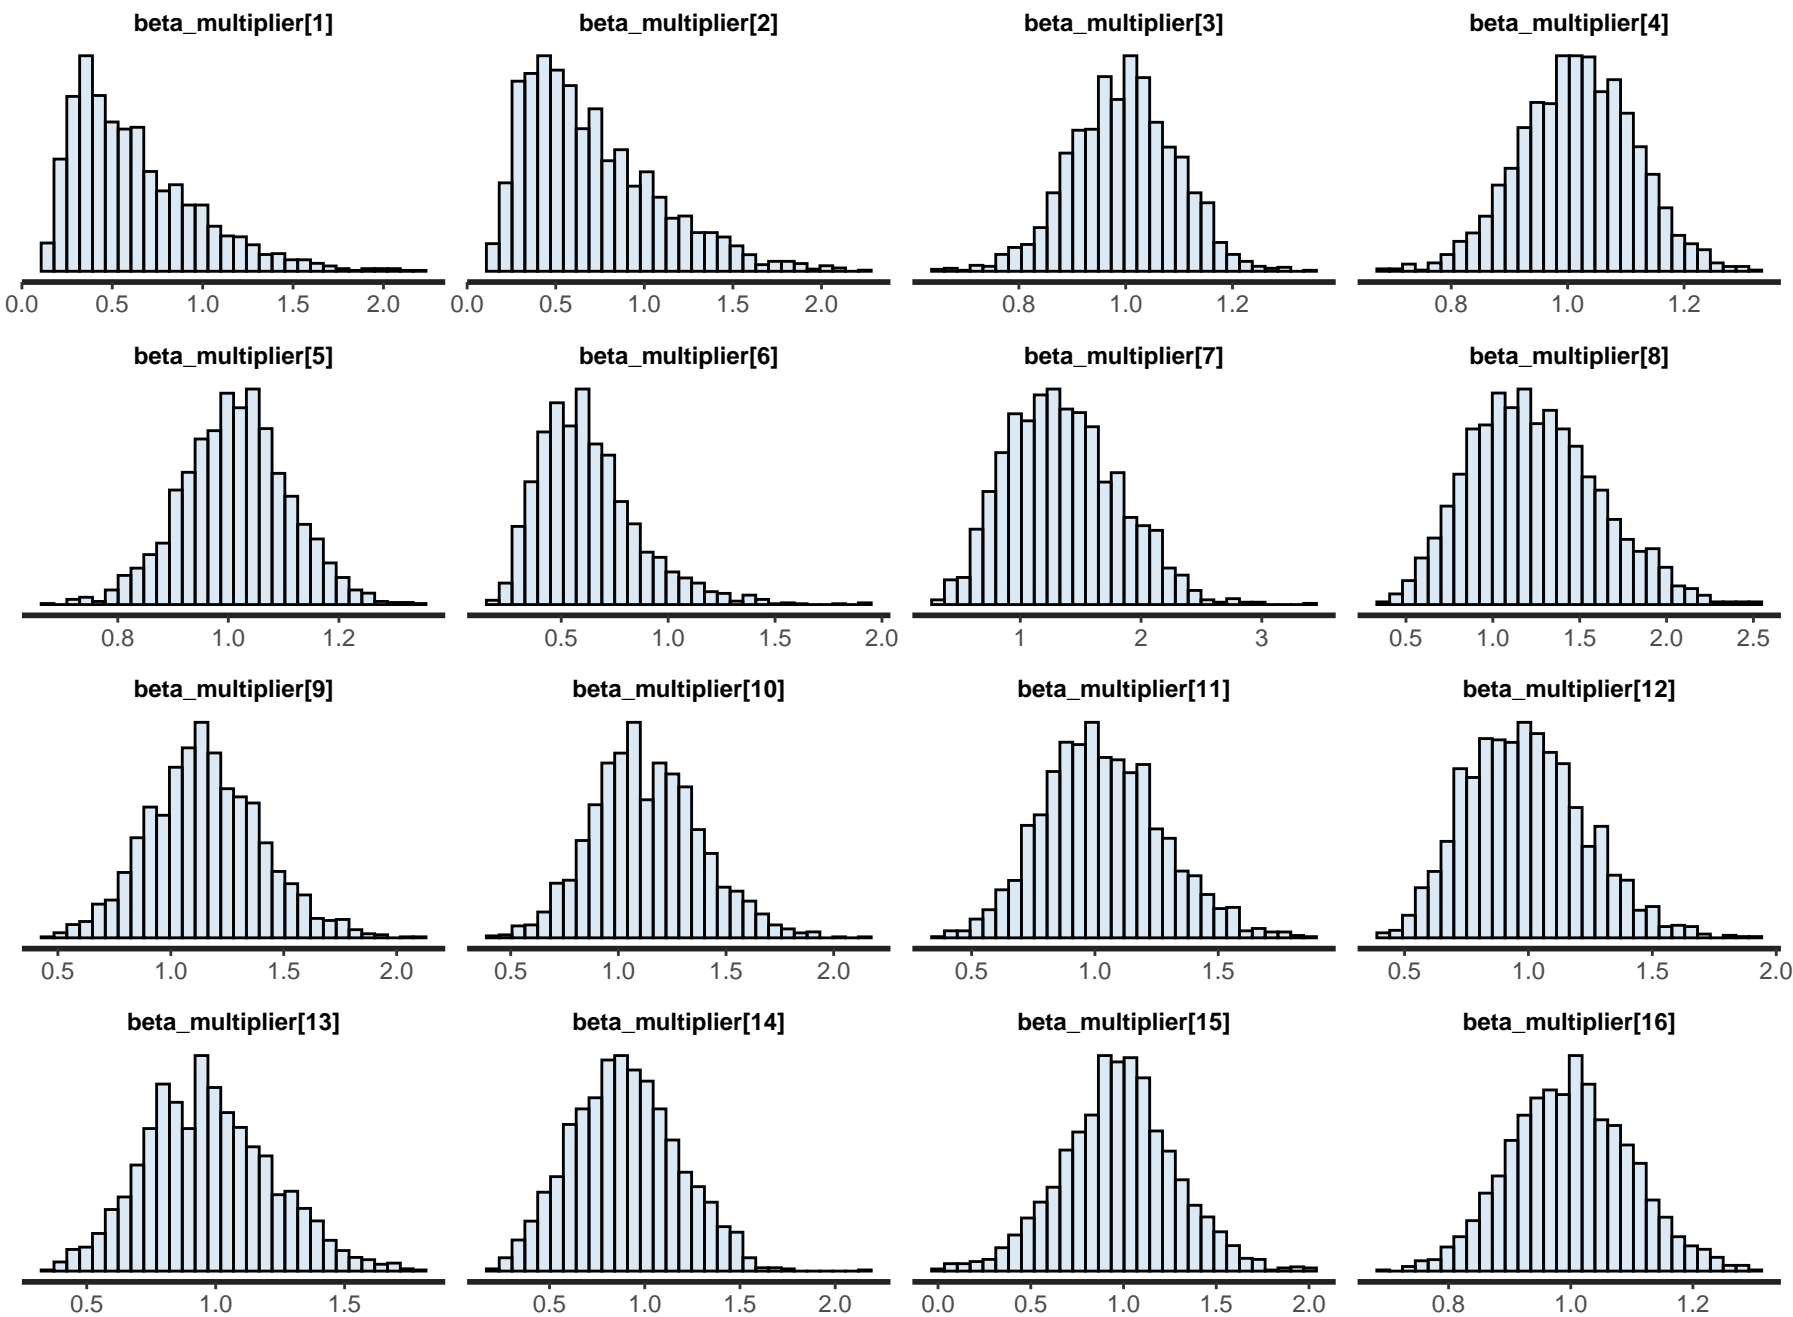 beta_multiplier[1] beta_multiplier[2] beta_multiplier[3] beta_multiplier[4]
0.0 0.5 1.0 1.5 2.0 0.0 0.5 1.0 1.5 2.0 0.8 1.0 1.2 0.8 1.0 1.2
beta_multiplier[5] beta_multiplier[6] beta_multiplier[7] beta_multiplier[8]
0.8 1.0 1.2 0.5 1.0 1.5 2.0 1 2 3 0.5 1.0 1.5 2.0 2.5
beta_multiplier[9] beta_multiplier[10] beta_multiplier[11] beta_multiplier[12]
0.5 1.0 1.5 2.0 0.5 1.0 1.5 2.0 0.5 1.0 1.5 0.5 1.0 1.5 2.0
beta_multiplier[13] beta_multiplier[14] beta_multiplier[15] beta_multiplier[16]
0.5 1.0 1.5 0.5 1.0 1.5 2.0 0.0 0.5 1.0 1.5 2.0 0.8 1.0 1.2